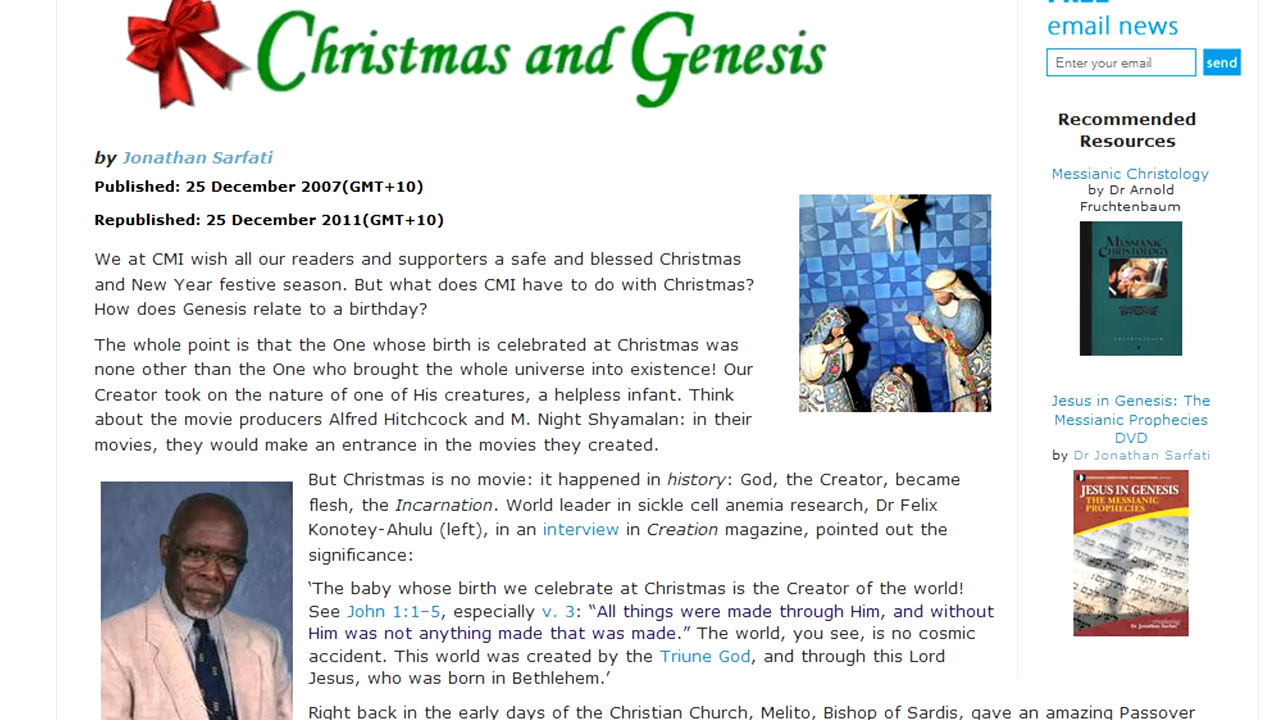 FREE
email news
Enter your email
send
Christmas and Genesis
by Jonathan Sarfati
Published: 25 December 2007(GMT+10)
Republished: 25 December 2011(GMT+10)
We at CMI wish all our readers and supporters a safe and blessed Christmas
and New Year festive season. But what does CMI have to do with Christmas?
How does Genesis relate to a birthday?
The whole point is that the One whose birth is celebrated at Christmas was
none other than the One who brought the whole universe into existence! Our
Creator took on the nature of one of His creatures, a helpless infant. Think
about the movie producers Alfred Hitchcock and M. Night Shyamalan: in their
movies, they would make an entrance in the movies they created.
But Christmas is no movie: it happened in history: God, the Creator, became
flesh, the Incarnation. World leader in sickle cell anemia research, Dr Felix
Konotey-Ahulu (left), in an interview in Creation magazine, pointed out the
significance:
‘The baby whose birth we celebrate at Christmas is the Creator of the world!
See John 1:1–5, especially v. 3: “All things were made through Him, and without
Him was not anything made that was made.” The world, you see, is no cosmic
accident. This world was created by the Triune God, and through this Lord
Jesus, who was born in Bethlehem.’
Right back in the early days of the Christian Church, Melito, Bishop of Sardis, gave an amazing Passover
Recommended
Resources
Messianic Christology
by Dr Arnold
Fruchtenbaum
MESSIANIC
CHRISTOLOGY
Jesus in Genesis: The
Messianic Prophecies
DVD
by Dr Jonathan Sarfati
JESUS IN GENESIS
THE MESSIANIC
PROPHECIES
Dr Jonathan Sarfati